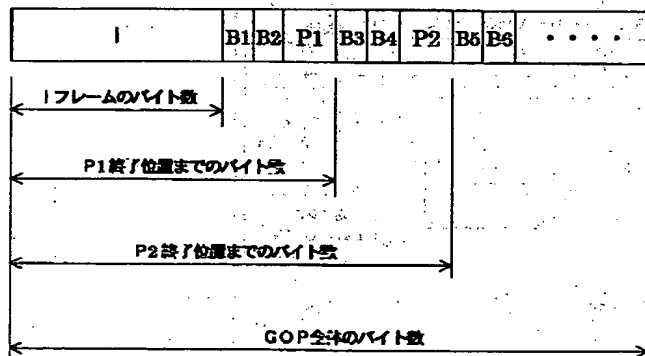 I B1 B2 P1 B3 B4 P2 B5 P6 ・・・・
Iフレームのバイト数
P1終了位置までのバイト数
P2終了位置までのバイト数
GOP全体のバイト数